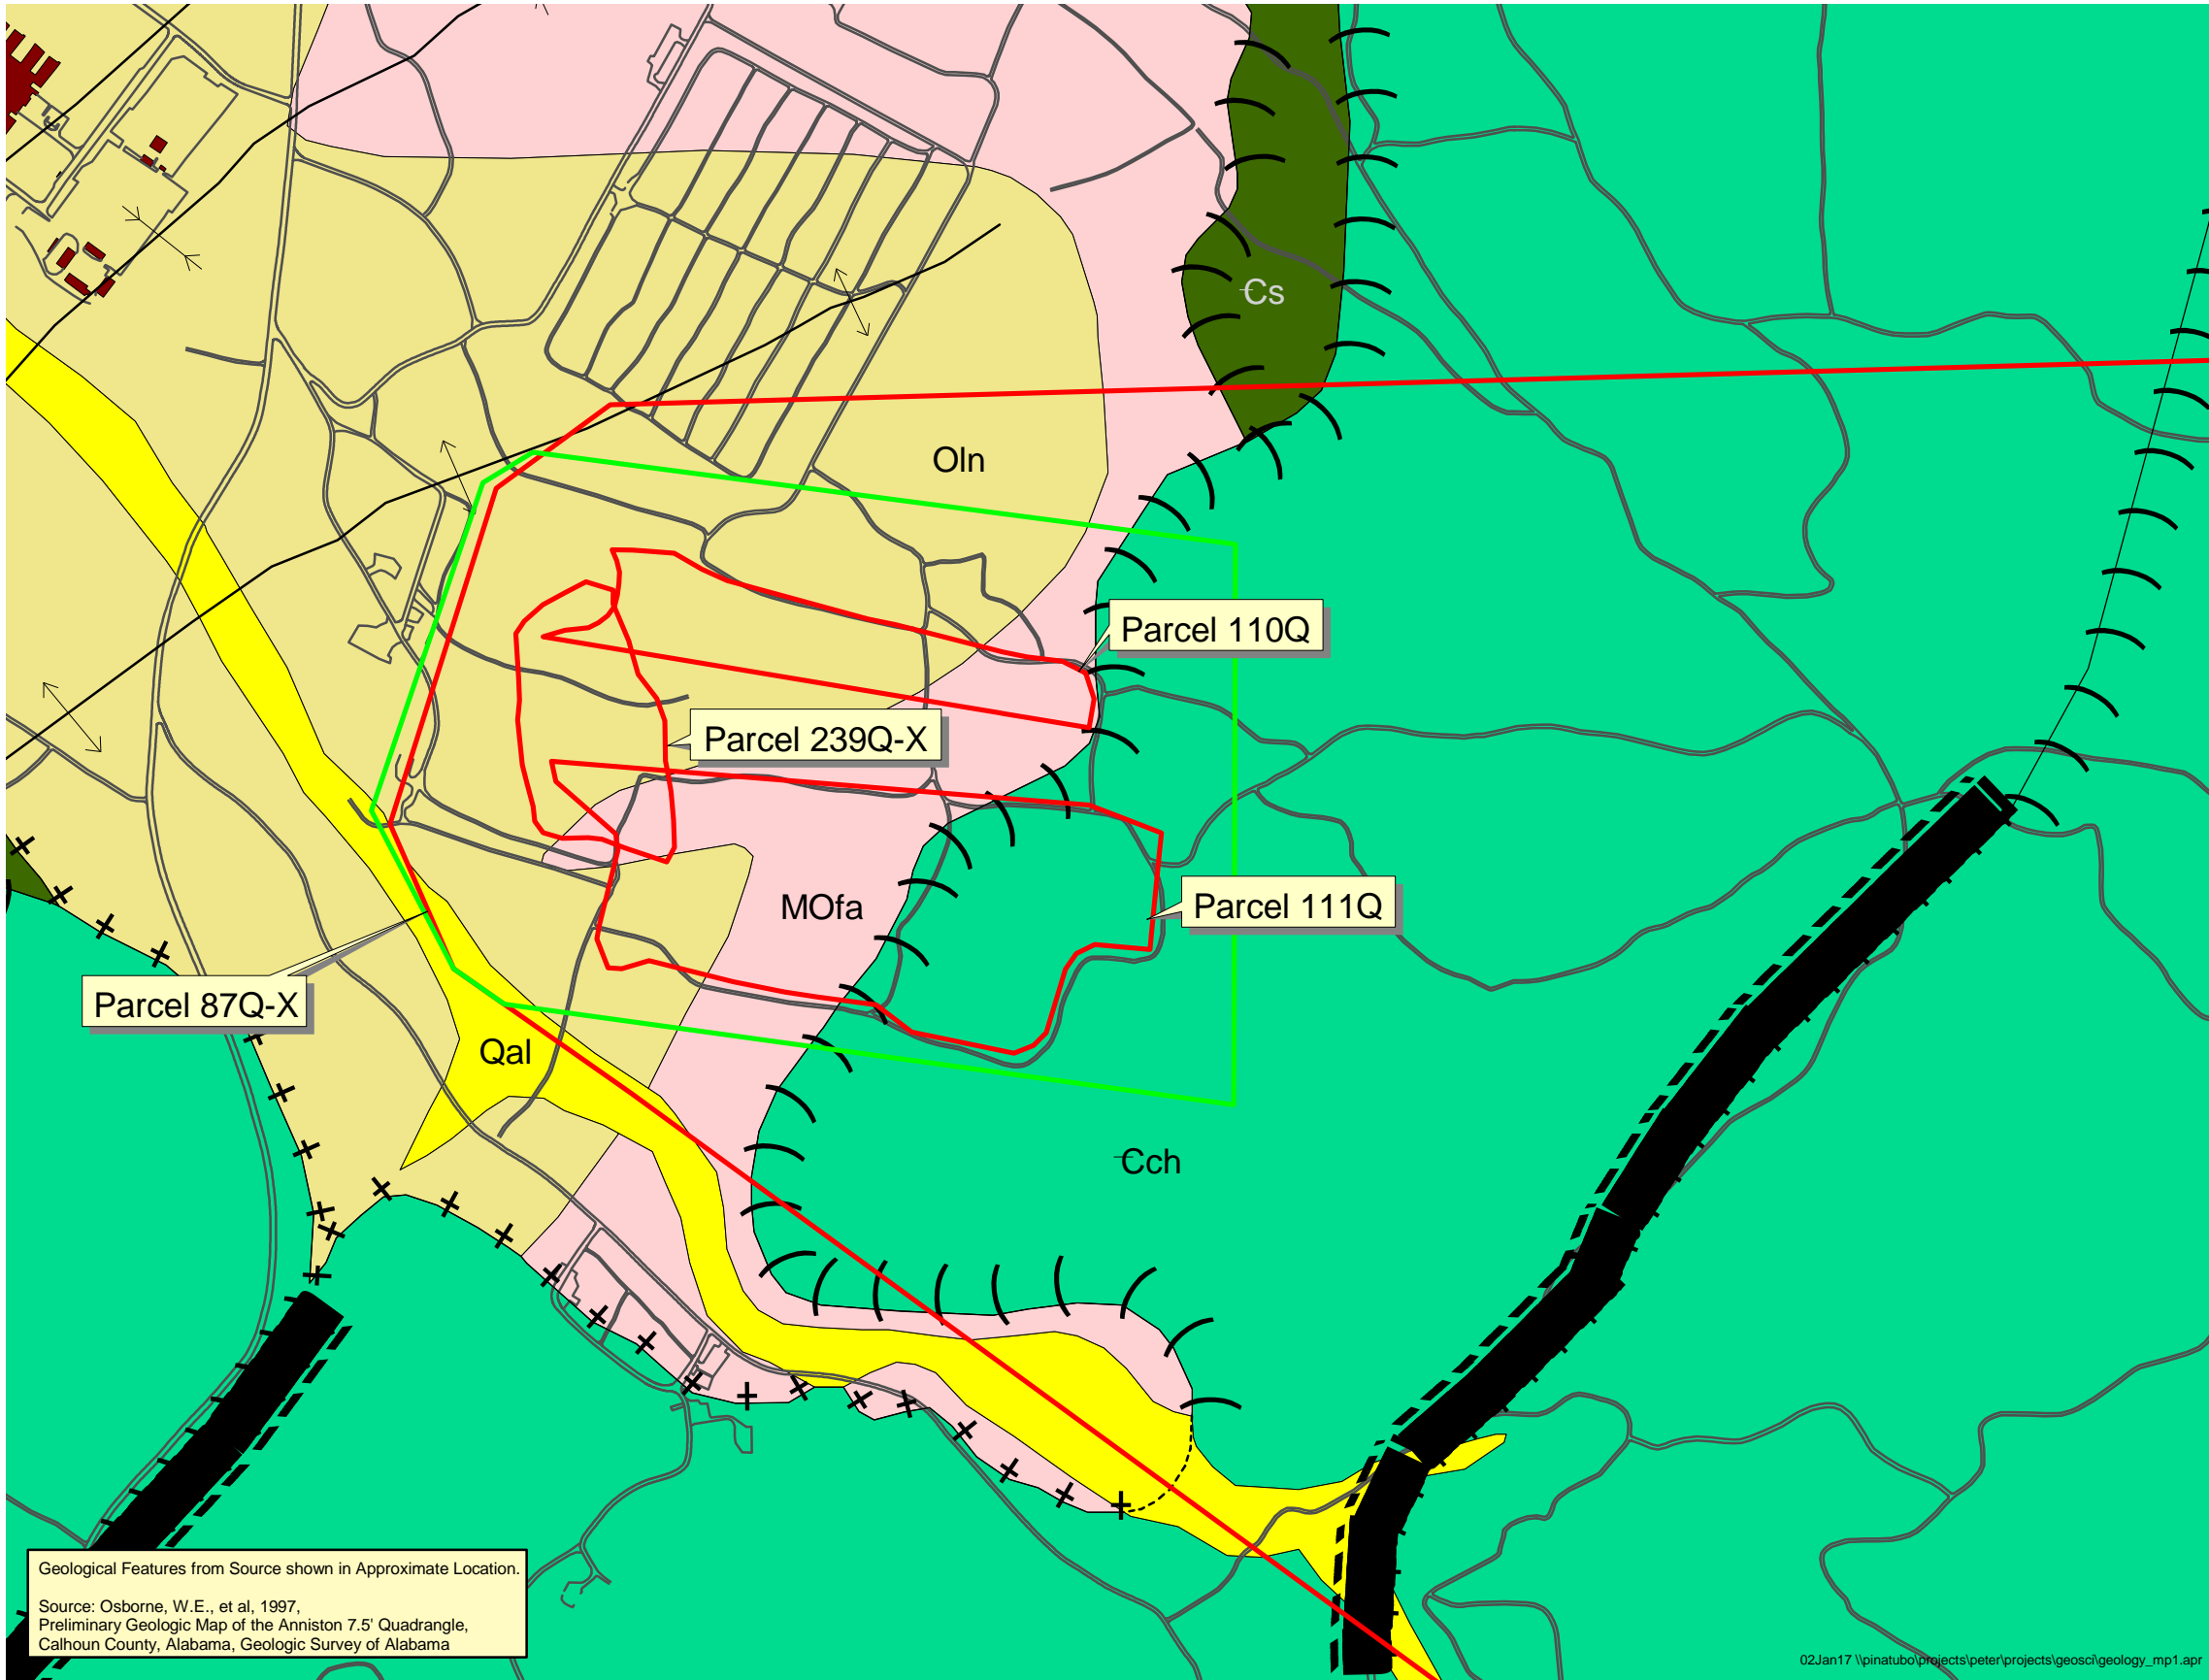 Ꞓs
Oln
Parcel 110Q
Parcel 239Q-X
MOfa
Parcel 111Q
Parcel 87Q-X
Qal
Ꞓch
Geological Features from Source shown in Approximate Location.
Source: Osborne, W.E., et al, 1997,
Preliminary Geologic Map of the Anniston 7.5' Quadrangle,
Calhoun County, Alabama, Geologic Survey of Alabama
02Jan17 \\pinatubo\projects\peter\projects\geosci\geology_mp1.apr